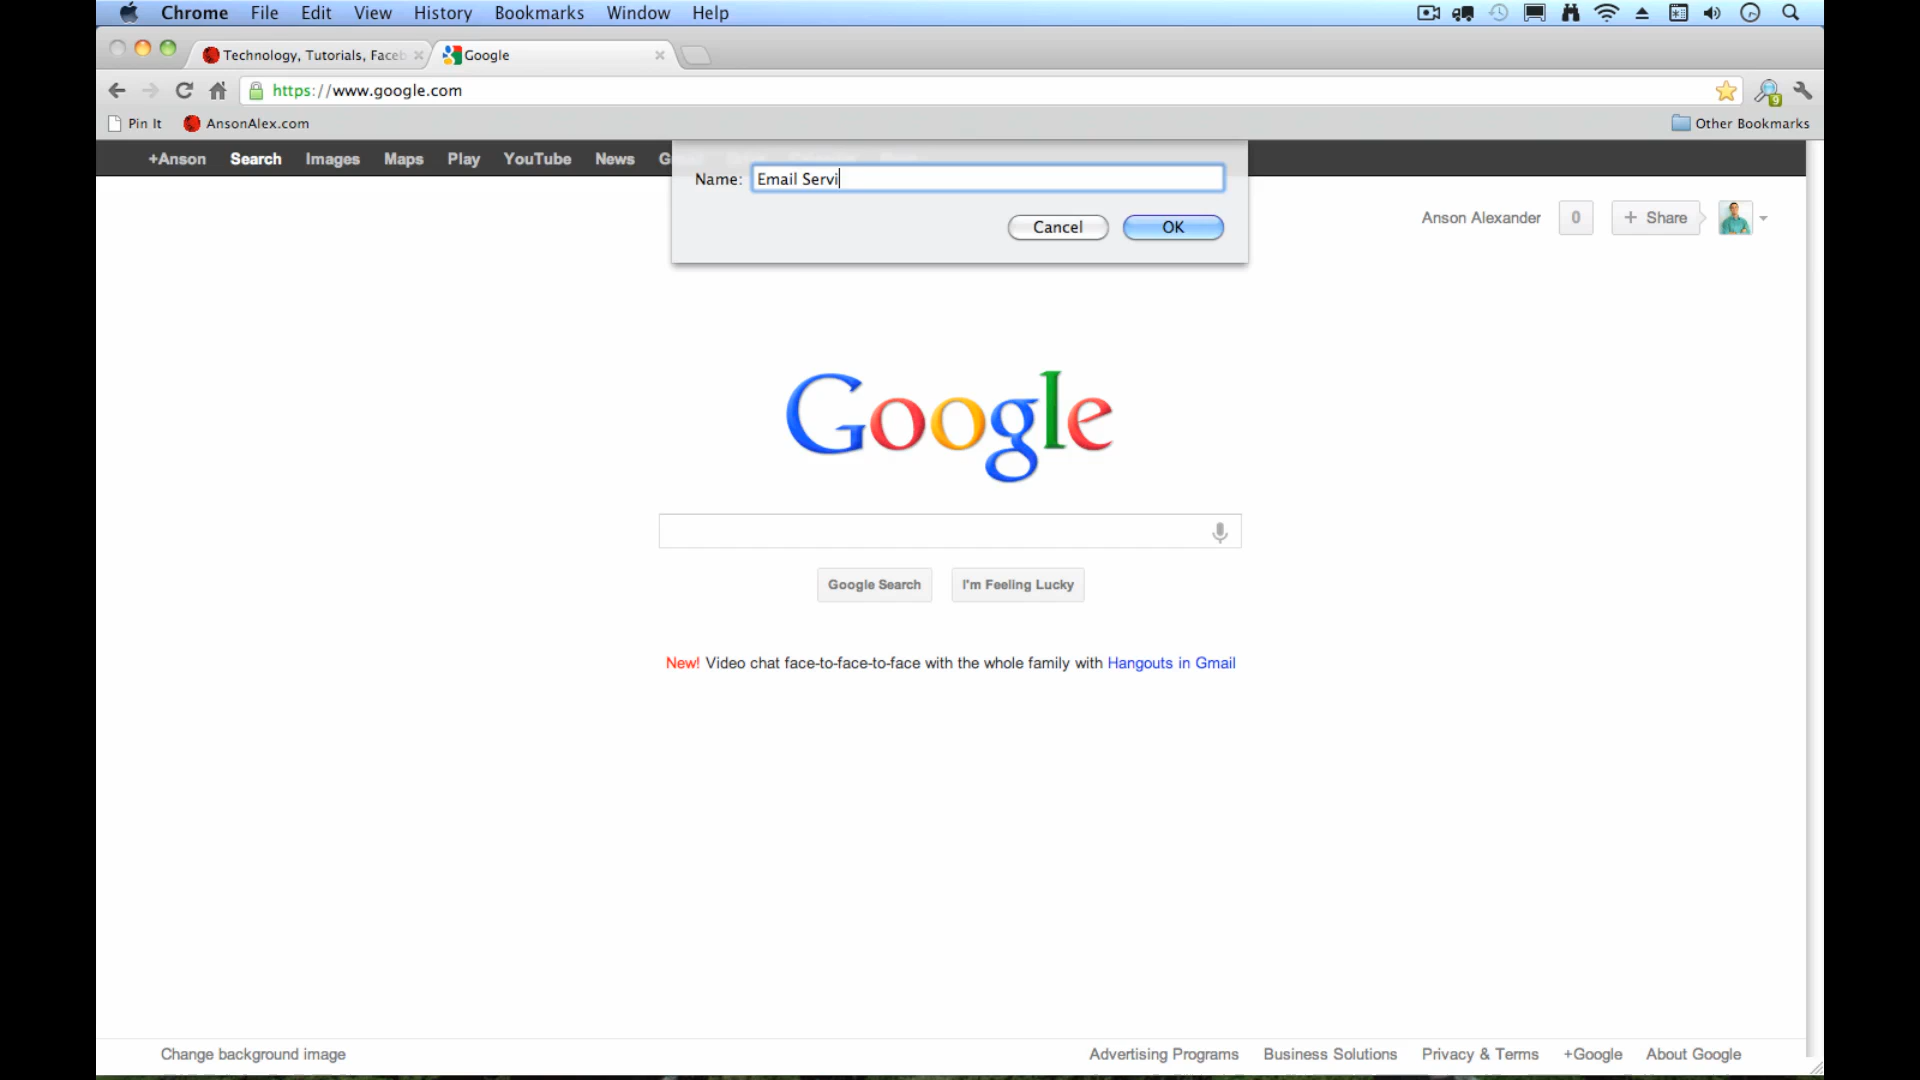 Chrome File Edit View History Bookmarks Window Help
Technology, Tutorials, Faceb Google
https://www.google.com
Pin It AnsonAlex.com Other Bookmarks
+Anson Search Images Maps Play YouTube News G
Name: Email Servi
Cancel OK
Anson Alexander 0 + Share
Google
Google Search I'm Feeling Lucky
New! Video chat face-to-face-to-face with the whole family with Hangouts in Gmail
Change background image Advertising Programs Business Solutions Privacy & Terms +Google About Google